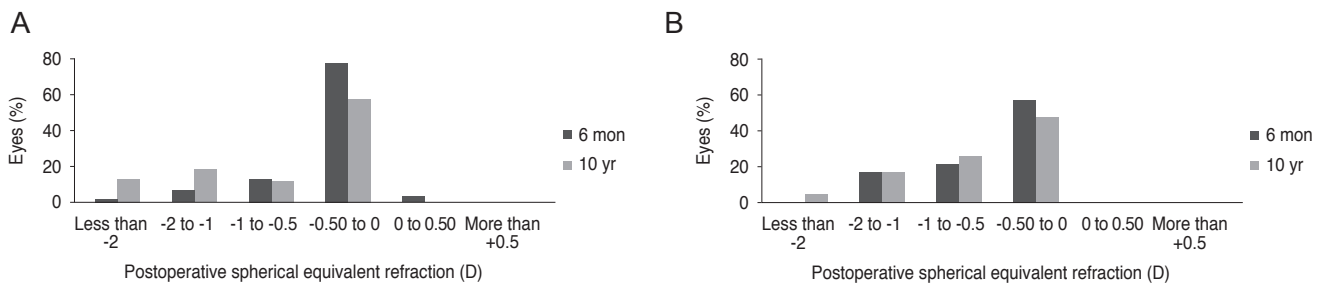 A
80
60
40
20
0
Eyes (%)
Less than -2 to -1 -1 to -0.5 -0.50 to 0 0 to 0.50 More than
-2 +0.5
Postoperative spherical equivalent refraction (D)
6 mon
10 yr
B
80
60
40
20
0
Eyes (%)
Less than -2 to -1 -1 to -0.5 -0.50 to 0 0 to 0.50 More than
-2 +0.5
Postoperative spherical equivalent refraction (D)
6 mon
10 yr